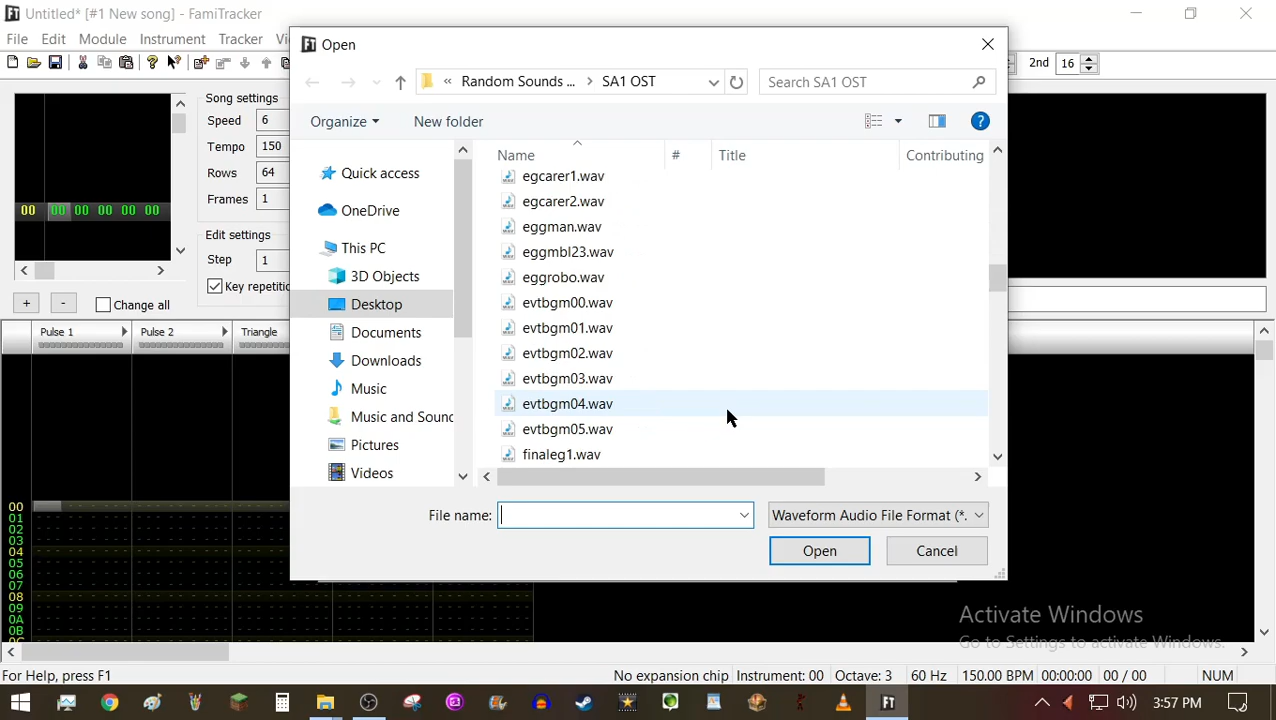 Untitled* [#1 New song] - FamiTracker
File Edit Module Instrument Tracker
2nd 16
Song settings
Speed 6
Tempo 150
Rows 64
Frames 1
00 00 00 00 00 00
Edit settings
Step 1
Key repetitio
+ - Change all
Pulse 1 Pulse 2 Triangle
Open
« Random Sounds ... > SA1 OST
Search SA1 OST
Organize New folder
Quick access
OneDrive
This PC
3D Objects
Desktop
Documents
Downloads
Music
Music and Sound
Pictures
Videos
Name # Title Contributing
egcarer1.wav
egcarer2.wav
eggman.wav
eggmbl23.wav
eggrobo.wav
evtbgm00.wav
evtbgm01.wav
evtbgm02.wav
evtbgm03.wav
evtbgm04.wav
evtbgm05.wav
finaleg1.wav
File name:
Waveform Audio File Format (*.
Open Cancel
00
01
02
03
04
05
06
07
08
09
0A
0B
Activate Windows
Go to Settings to activate Windows.
For Help, press F1
No expansion chip Instrument: 00 Octave: 3 60 Hz 150.00 BPM 00:00:00 00 / 00 NUM
3:57 PM